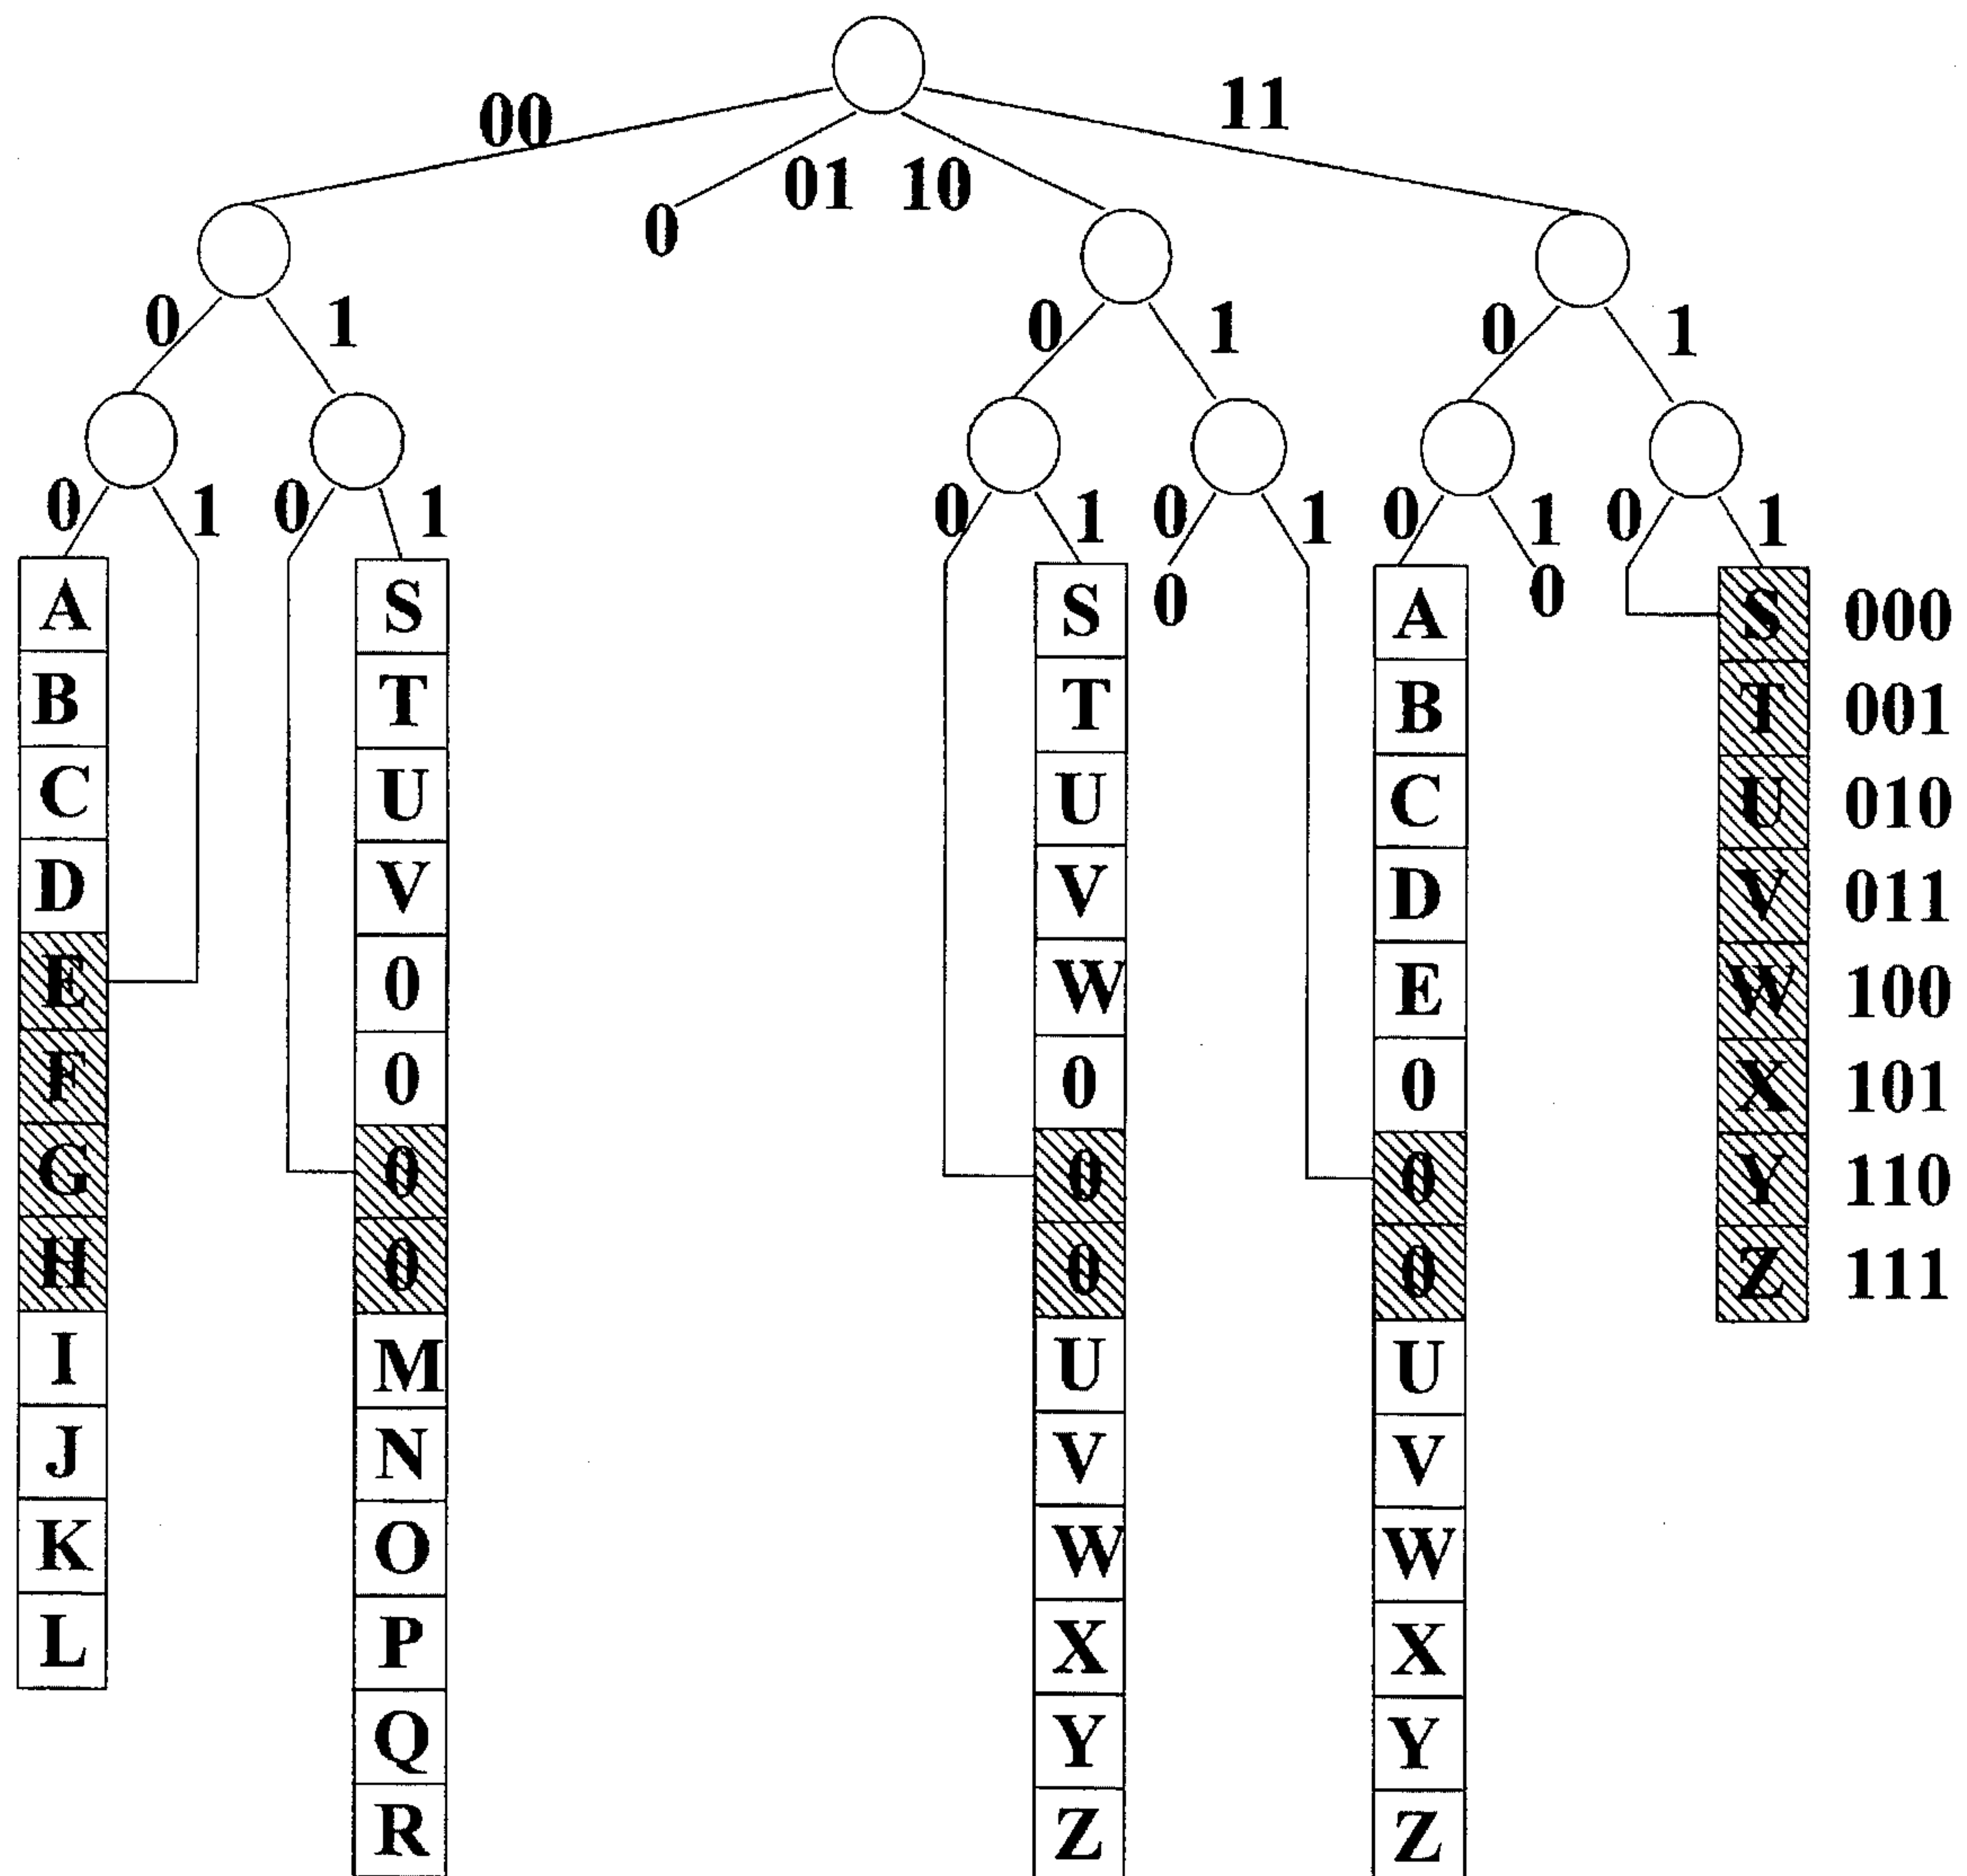 00 11
01 10
0
0 1 0 1 0 1
0 1 0 1 0 1 0 1 0 1 0 1
0 0
A S S A S 000
B T T B T 001
C U U C U 010
D V V D V 011
E 0 W E W 100
F 0 0 0 X 101
G 0 0 0 Y 110
H 0 0 0 Z 111
I M U U
J N V V
K O W W
L P X X
Q Y Y
R Z Z